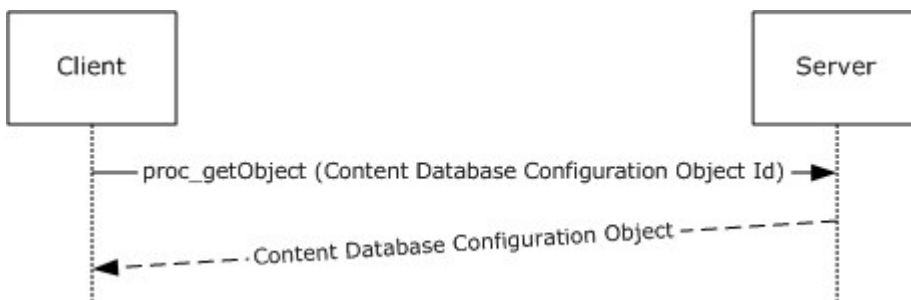 Client
Server
proc_getObject (Content Database Configuration Object Id)
Content Database Configuration Object